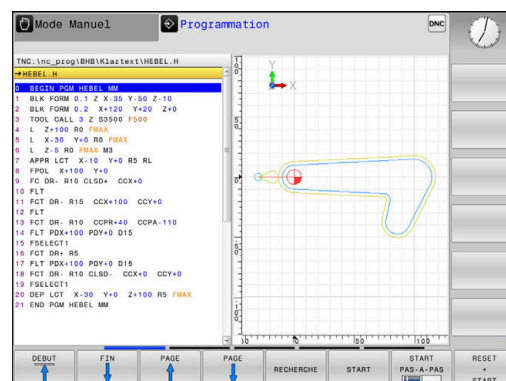 Mode Manuel
Programmation
DNC
TNC:\nc_prog\BHB\Klartext\HEBEL.H
→HEBEL.H
0 BEGIN PGM HEBEL MM
1 BLK FORM 0.1 Z X-35 Y-50 Z-10
2 BLK FORM 0.2 X+120 Y+20 Z+0
3 TOOL CALL 3 Z S3500 F500
4 L Z+100 R0 FMAX
5 L X-30 Y+0 R0 FMAX
6 L Z-5 R0 FMAX M3
7 APPR LCT X-10 Y+0 R5 RL
8 FPOL X+100 Y+0
9 FC DR- R10 CLSD+ CCX+0
10 FLT
11 FCT DR- R15 CCX+100 CCY+0
12 FLT
13 FCT DR- R10 CCPR+40 CCPA-110
14 FLT PDX+100 PDY+0 D15
15 FSELECT1
16 FCT DR+ R5
17 FLT PDX+100 PDY+0 D15
18 FCT DR- R10 CLSD- CCX+0 CCY+0
19 FSELECT1
20 DEP LCT X-30 Y+0 Z+100 R5 FMAX
21 END PGM HEBEL MM
Y
X
0
50
100
DEBUT
FIN
PAGE
PAGE
RECHERCHE
START
START
PAS-A-PAS
RESET
+
START